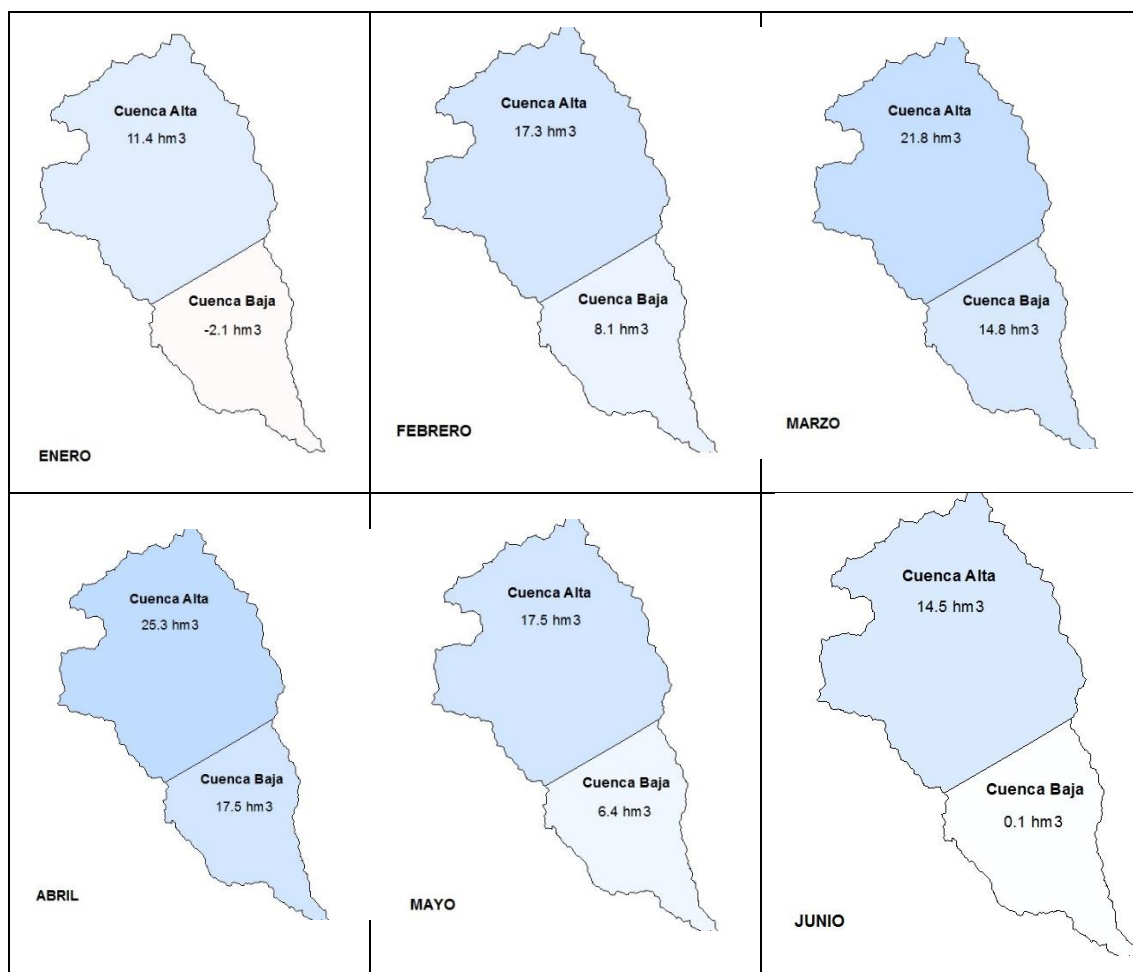 Cuenca Alta
11.4 hm3
Cuenca Baja
-2.1 hm3
ENERO
Cuenca Alta
17.3 hm3
Cuenca Baja
8.1 hm3
FEBRERO
Cuenca Alta
21.8 hm3
Cuenca Baja
14.8 hm3
MARZO
Cuenca Alta
25.3 hm3
Cuenca Baja
17.5 hm3
ABRIL
Cuenca Alta
17.5 hm3
Cuenca Baja
6.4 hm3
MAYO
Cuenca Alta
14.5 hm3
Cuenca Baja
0.1 hm3
JUNIO